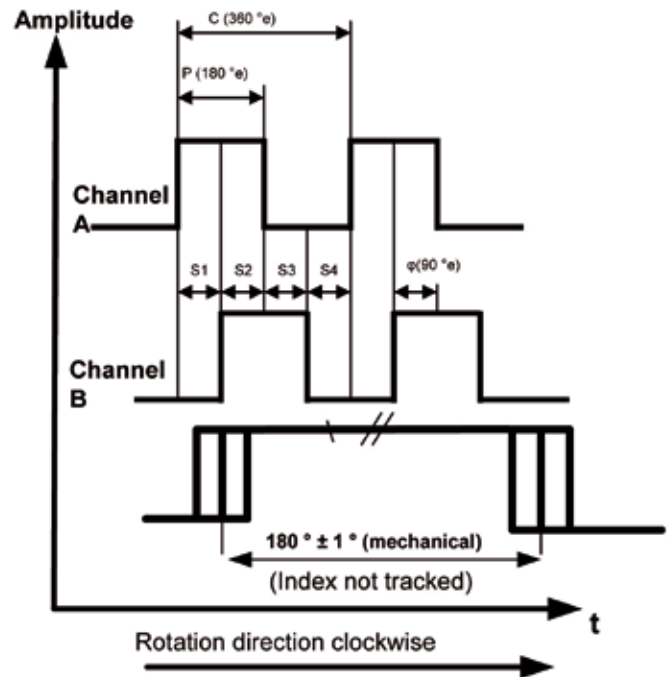 Amplitude
C (360 °e)
P (180 °e)
Channel
A
S1
S2
S3
S4
φ(90 °e)
Channel
B
180 ° ± 1 ° (mechanical)
(Index not tracked)
t
Rotation direction clockwise